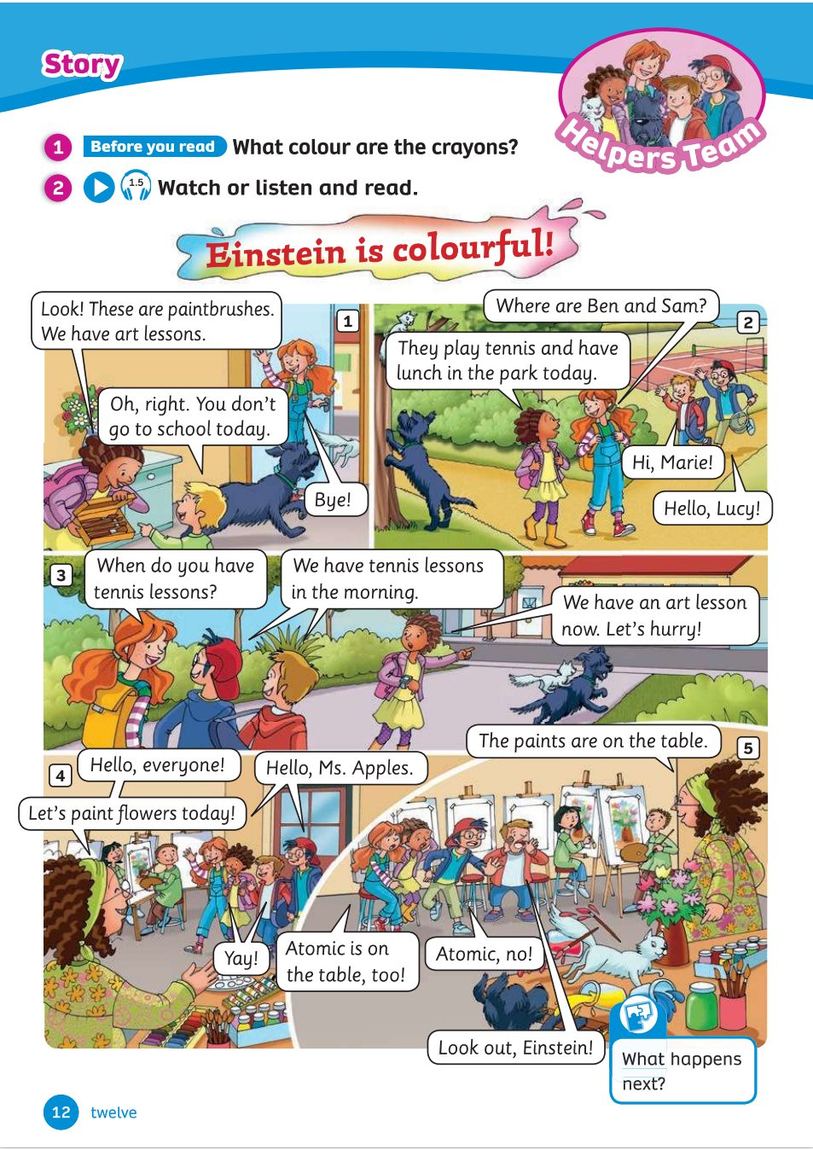 Story
Helpers Team
1 Before you read What colour are the crayons?
2 1.5 Watch or listen and read.
Einstein is colourful!
1
Look! These are paintbrushes.
We have art lessons.
Oh, right. You don't
go to school today.
Bye!
2
Where are Ben and Sam?
They play tennis and have
lunch in the park today.
Hi, Marie!
Hello, Lucy!
3
When do you have
tennis lessons?
We have tennis lessons
in the morning.
We have an art lesson
now. Let's hurry!
4
Hello, everyone!
Hello, Ms. Apples.
Let's paint flowers today!
Yay!
5
The paints are on the table.
Atomic is on
the table, too!
Atomic, no!
Look out, Einstein!
What happens
next?
12 twelve